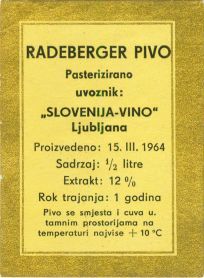 RADEBERGER PIVO
Pasterizirano
uvoznik:
„SLOVENIJA-VINO“
Ljubljana
Proizvedeno: 15. III. 1964
Sadrzaj: ½ litre
Extrakt: 12 %
Rok trajanja: 1 godina
Pivo se smjesta i cuva u
tamnim prostorijama na
temperaturi najvise + 10 °C